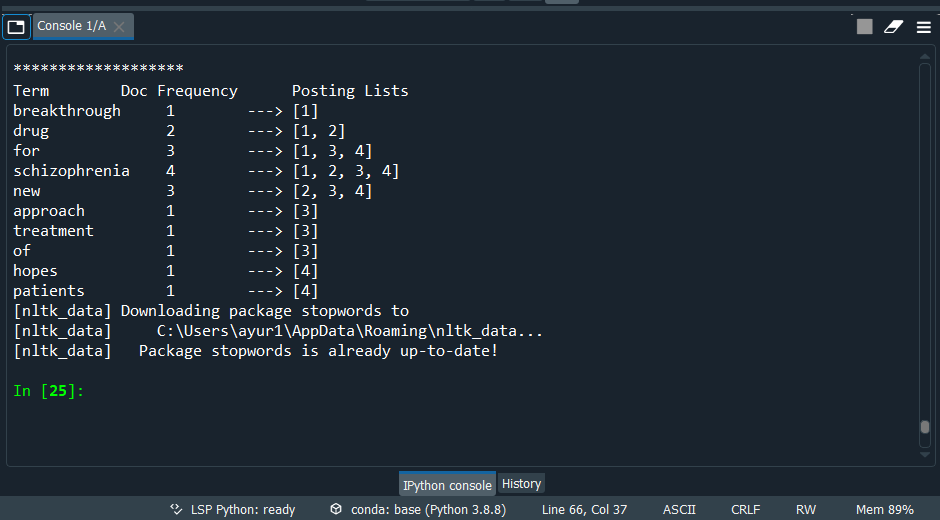 Console 1/A
*******************
Term        Doc Frequency      Posting Lists
breakthrough     1        ---> [1]
drug             2        ---> [1, 2]
for              3        ---> [1, 3, 4]
schizophrenia    4        ---> [1, 2, 3, 4]
new              3        ---> [2, 3, 4]
approach         1        ---> [3]
treatment        1        ---> [3]
of               1        ---> [3]
hopes            1        ---> [4]
patients         1        ---> [4]
[nltk_data] Downloading package stopwords to
[nltk_data]     C:\Users\ayur1\AppData\Roaming\nltk_data...
[nltk_data]   Package stopwords is already up-to-date!
In [25]:
IPython console History
LSP Python: ready conda: base (Python 3.8.8) Line 66, Col 37 ASCII CRLF RW Mem 89%